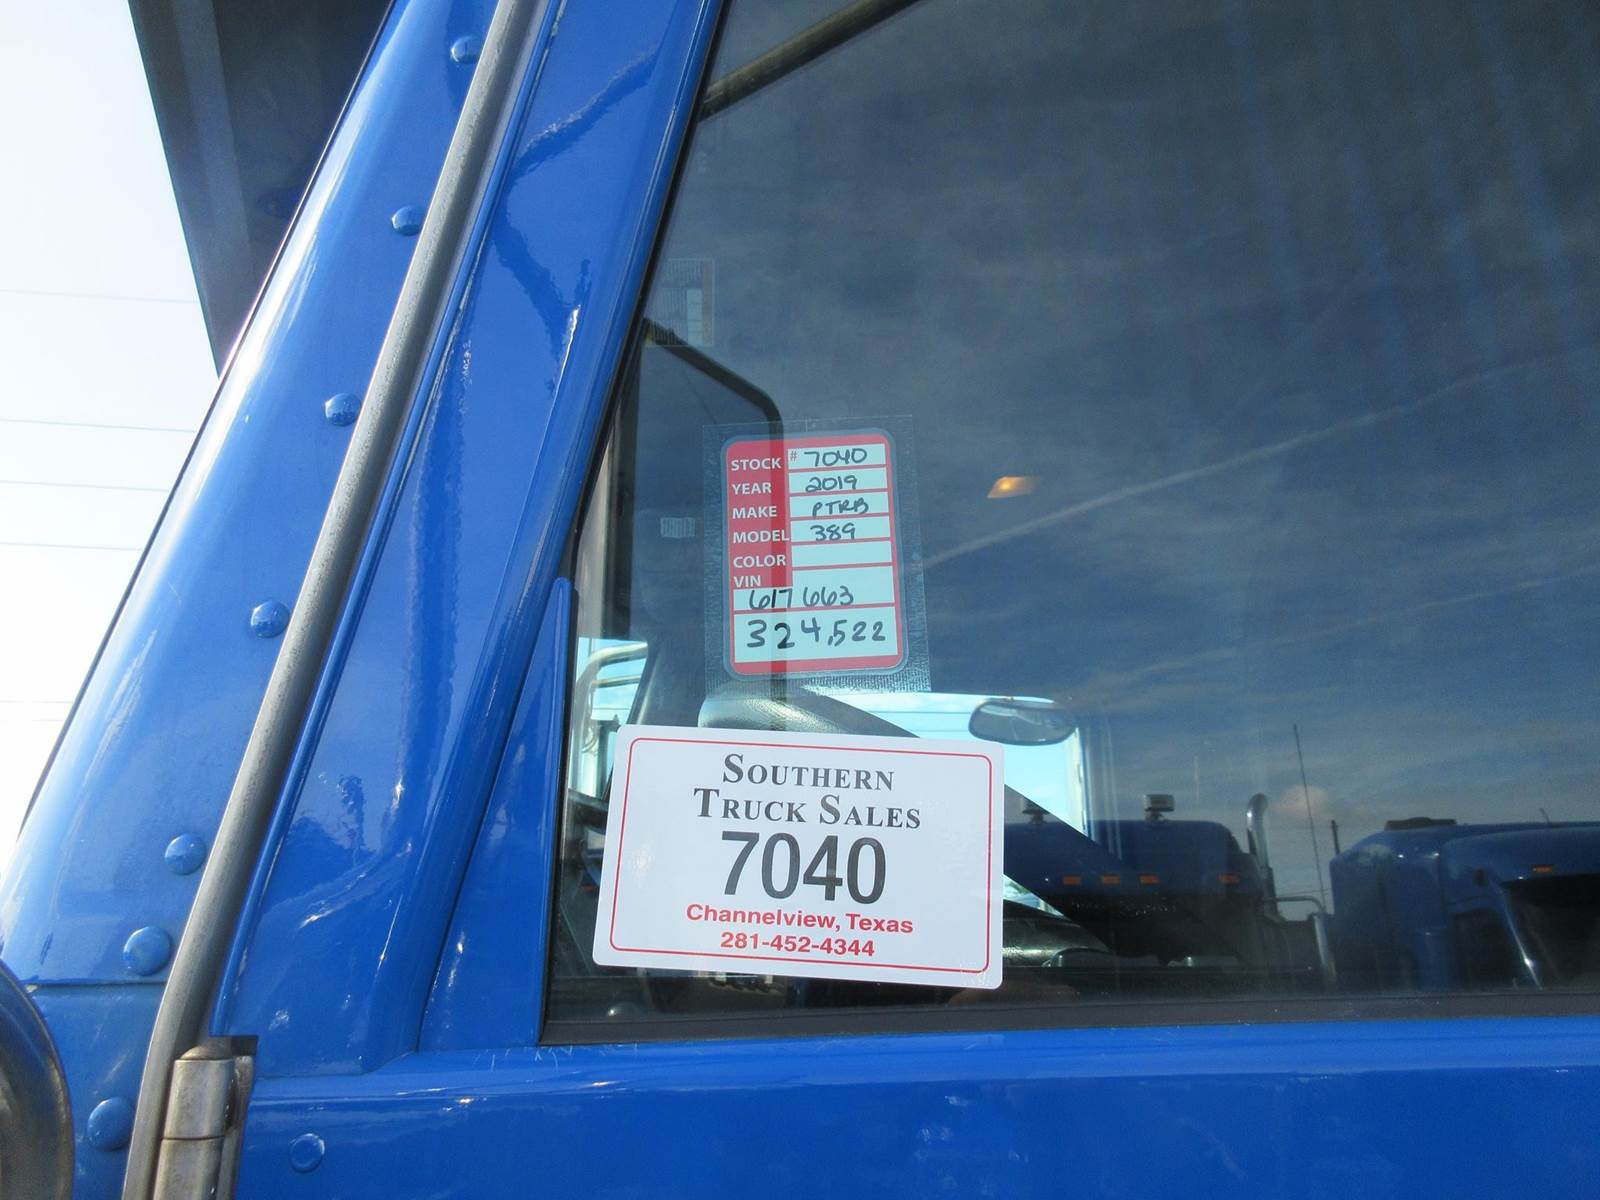 STOCK # 7040
YEAR 2019
MAKE PTRB
MODEL 389
COLOR
VIN
617663
324,522
SOUTHERN
TRUCK SALES
7040
Channelview, Texas
281-452-4344